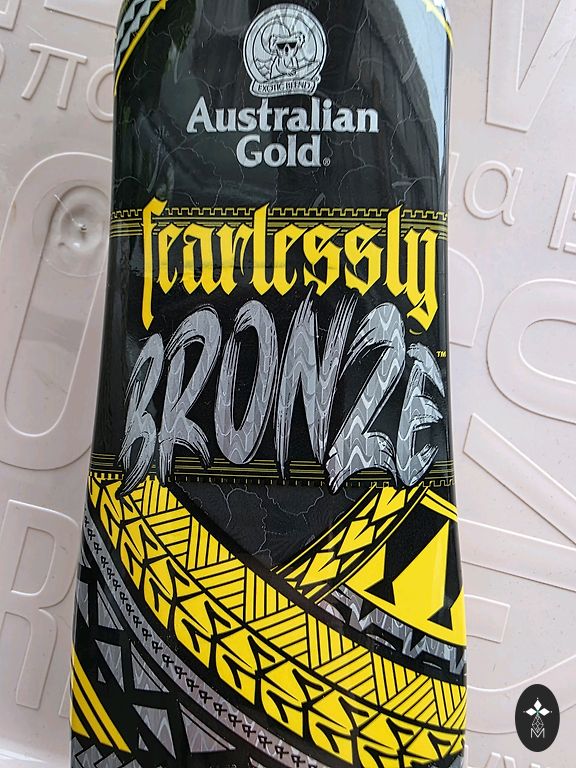 EXOTIC BLEND
Australian
Gold®
fearlessly
BRONZE™